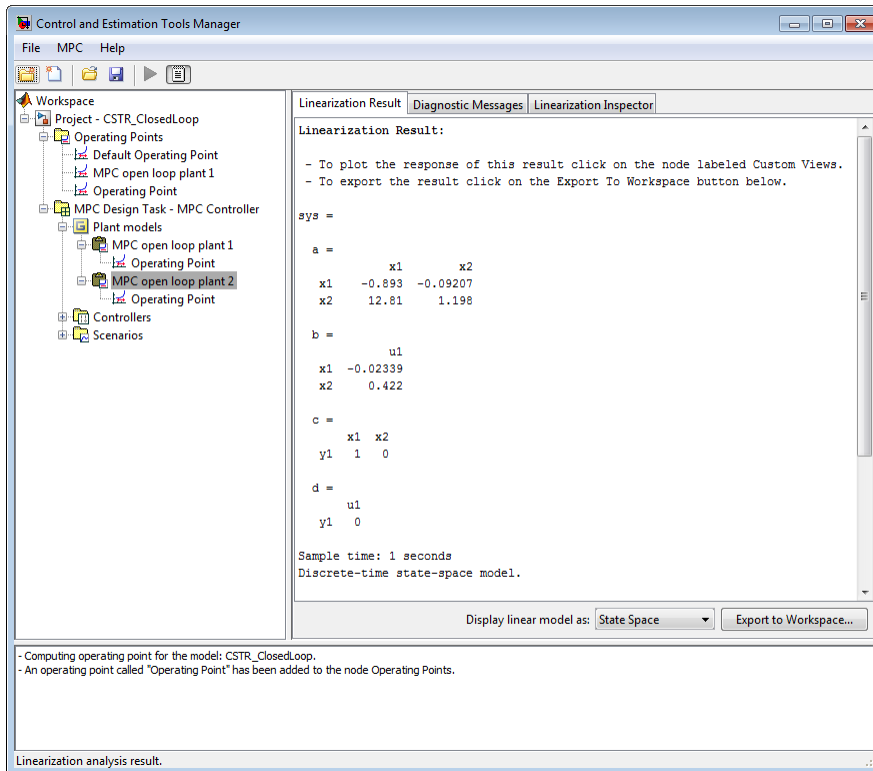 Control and Estimation Tools Manager
File MPC Help
Workspace
Project - CSTR_ClosedLoop
Operating Points
Default Operating Point
MPC open loop plant 1
Operating Point
MPC Design Task - MPC Controller
Plant models
MPC open loop plant 1
Operating Point
MPC open loop plant 2
Operating Point
Controllers
Scenarios
Linearization Result Diagnostic Messages Linearization Inspector
Linearization Result:
- To plot the response of this result click on the node labeled Custom Views.
- To export the result click on the Export To Workspace button below.
sys =
a =
x1 x2
x1 -0.893 -0.09207
x2 12.81 1.198
b =
u1
x1 -0.02339
x2 0.422
c =
x1 x2
y1 1 0
d =
u1
y1 0
Sample time: 1 seconds
Discrete-time state-space model.
Display linear model as: State Space Export to Workspace...
- Computing operating point for the model: CSTR_ClosedLoop.
- An operating point called "Operating Point" has been added to the node Operating Points.
Linearization analysis result.